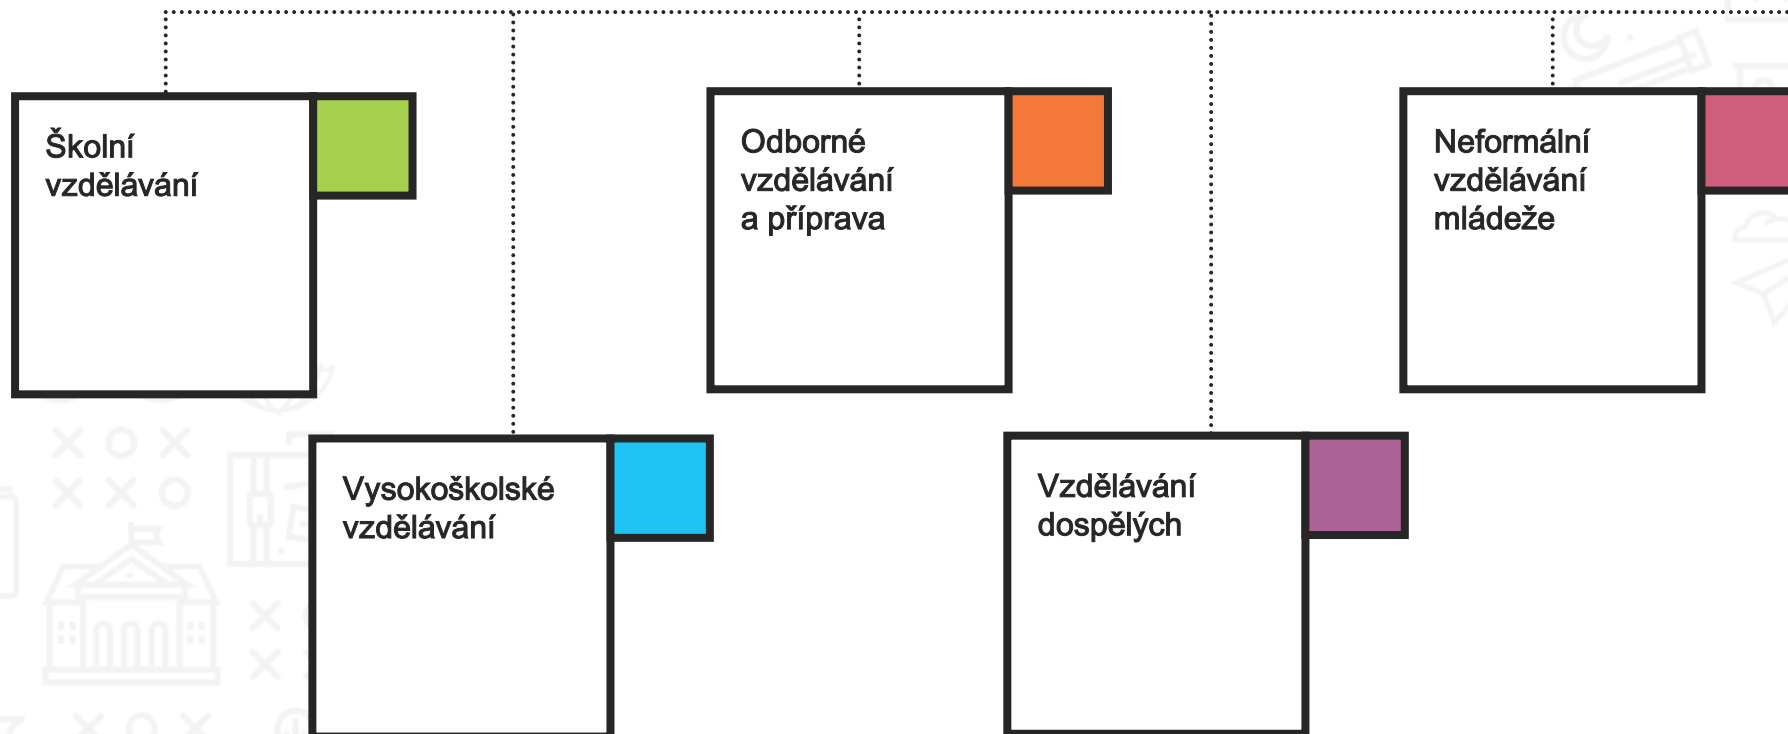 Školní
vzdělávání
Odborné
vzdělávání
a příprava
Neformální
vzdělávání
mládeže
Vysokoškolské
vzdělávání
Vzdělávání
dospělých